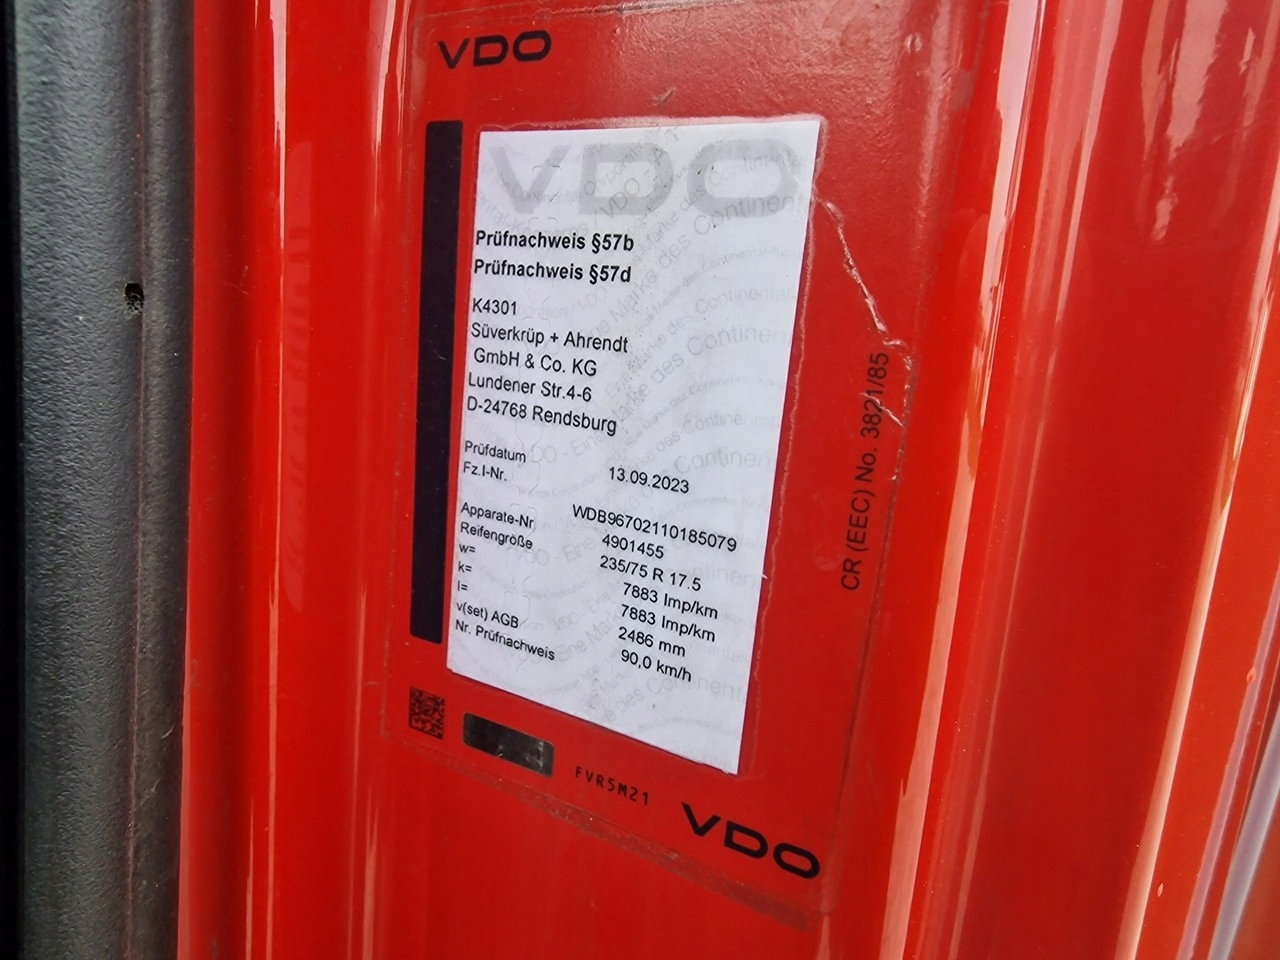 VDO
VDO
Prüfnachweis §57b
Prüfnachweis §57d
K4301
Süverkrüp + Ahrendt
GmbH & Co. KG
Lundener Str.4-6
D-24768 Rendsburg
Prüfdatum 13.09.2023
Fz.I-Nr. WDB96702110185079
Apparate-Nr 4901455
Reifengröße 235/75 R 17.5
w= 7883 Imp/km
k= 7883 Imp/km
l= 2486 mm
v(set) AGB 90,0 km/h
Nr. Prüfnachweis
CR (EEC) No. 3821/85
FVR5M21
VDO